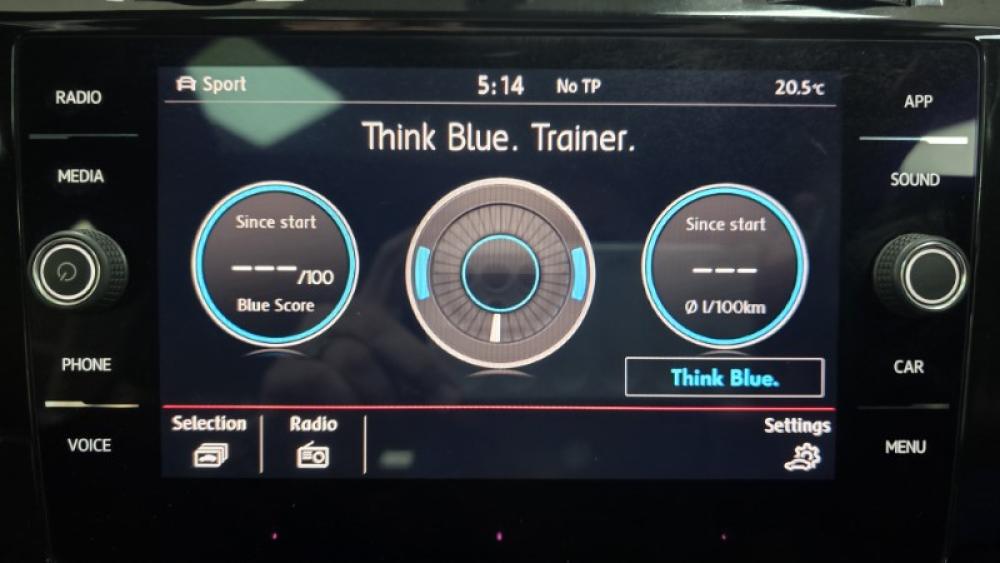 RADIO
MEDIA
PHONE
VOICE
Sport
5:14
No TP
20.5°C
Think Blue. Trainer.
Since start
---/100
Blue Score
Since start
---
Ø l/100km
Think Blue.
Selection
Radio
Settings
APP
SOUND
CAR
MENU